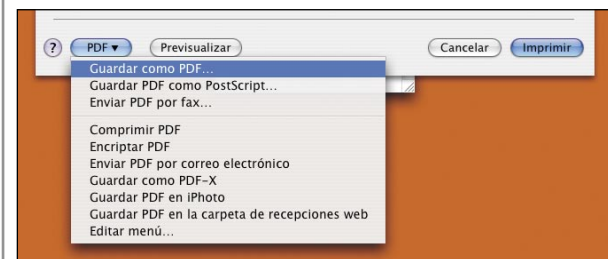 ? PDF▼ Previsualizar Cancelar Imprimir
Guardar como PDF...
Guardar PDF como PostScript...
Enviar PDF por fax...
Comprimir PDF
Encriptar PDF
Enviar PDF por correo electrónico
Guardar como PDF-X
Guardar PDF en iPhoto
Guardar PDF en la carpeta de recepciones web
Editar menú...